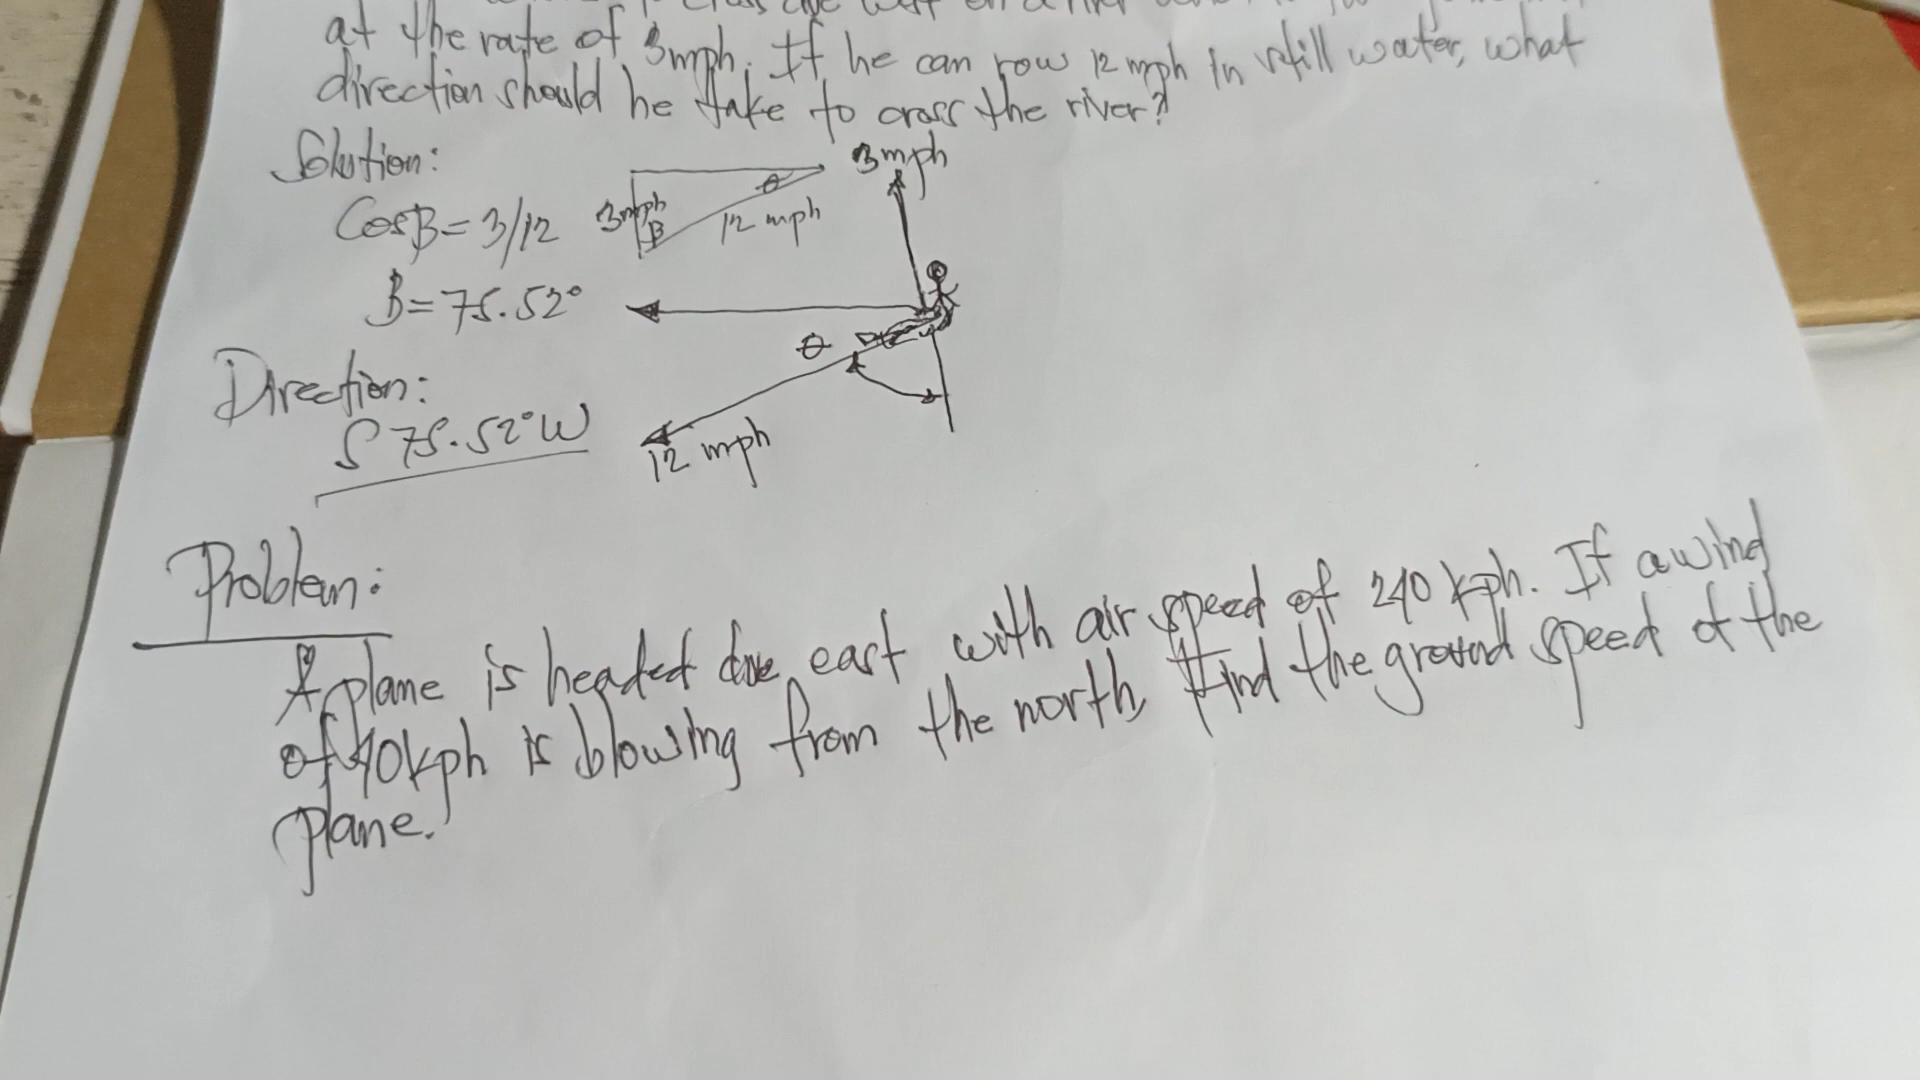 at the rate of 3mph. If he can row 12 mph in still water, what
direction should he take to cross the river?
Solution:
3mph
3mph
θ
B
12 mph
CosB = 3/12
B = 75.52°
θ
Direction:
S 75.52° W
12 mph
Problem:
A plane is headed due east with air speed of 240 kph. If a wind
of 40kph is blowing from the north, find the ground speed of the
plane.